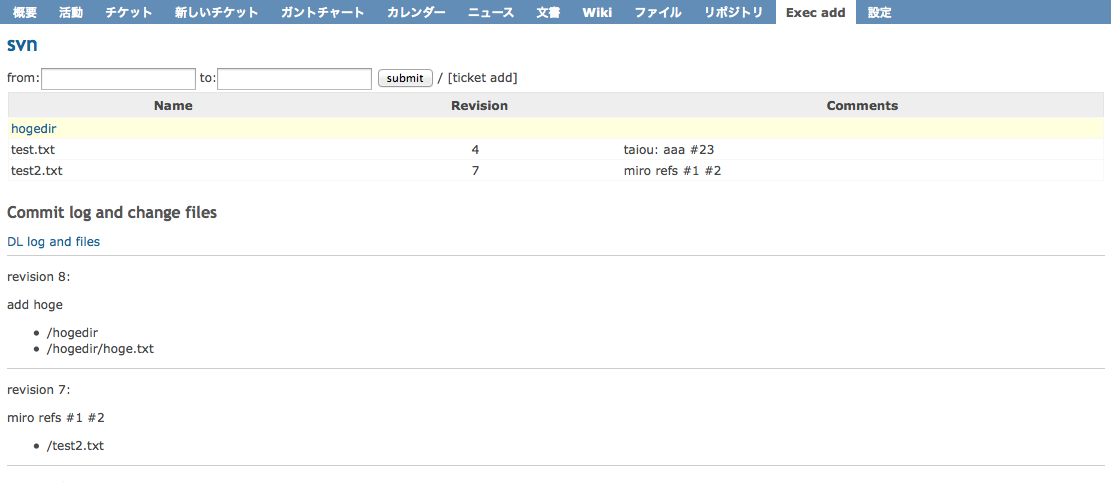 概要 活動 チケット 新しいチケット ガントチャート カレンダー ニュース 文書 Wiki ファイル リポジトリ Exec add 設定
svn
from: to: submit / [ticket add]
Name Revision Comments
hogedir
test.txt 4 taiou: aaa #23
test2.txt 7 miro refs #1 #2
Commit log and change files
DL log and files
revision 8:
add hoge
• /hogedir
• /hogedir/hoge.txt
revision 7:
miro refs #1 #2
• /test2.txt